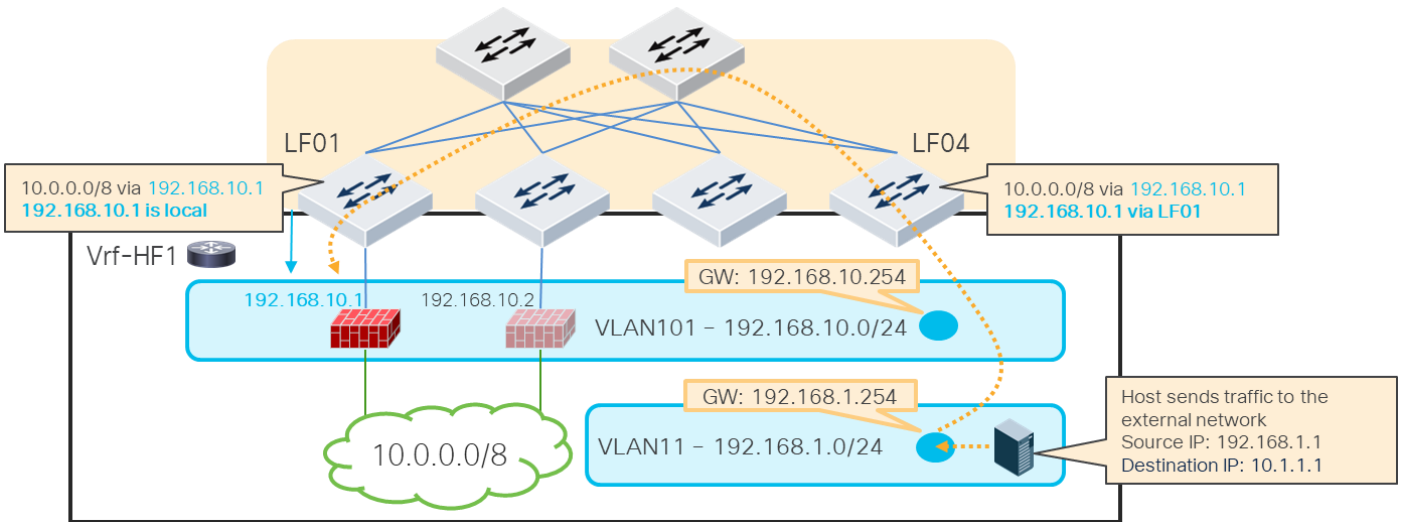 LF01
LF04
10.0.0.0/8 via 192.168.10.1
192.168.10.1 is local
10.0.0.0/8 via 192.168.10.1
192.168.10.1 via LF01
Vrf-HF1
GW: 192.168.10.254
192.168.10.1
192.168.10.2
VLAN101 – 192.168.10.0/24
GW: 192.168.1.254
VLAN11 – 192.168.1.0/24
10.0.0.0/8
Host sends traffic to the
external network
Source IP: 192.168.1.1
Destination IP: 10.1.1.1